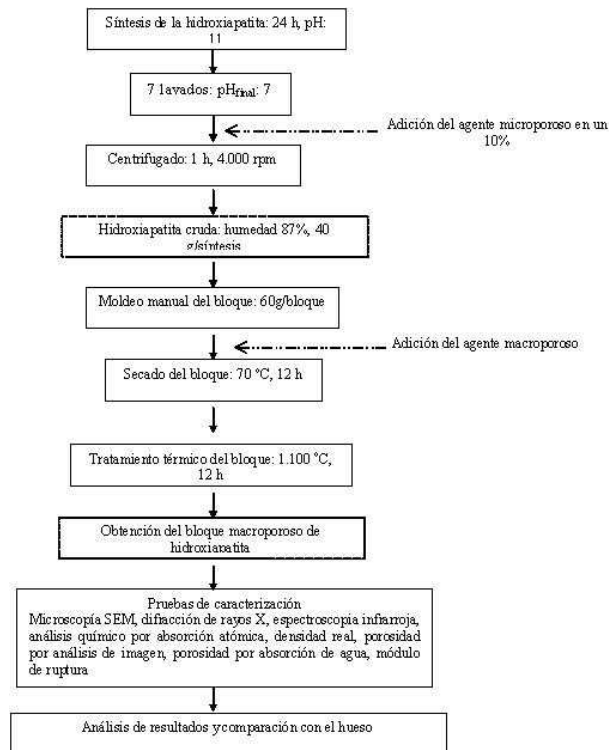 Síntesis de la hidroxiapatita: 24 h, pH:
11
7 lavados: pHfinal: 7
Adición del agente microporoso en un
10%
Centrifugado: 1 h, 4.000 rpm
Hidroxiapatita cruda: humedad 87%, 40
g/síntesis
Moldeo manual del bloque: 60g/bloque
Adición del agente macroporoso
Secado del bloque: 70 °C, 12 h
Tratamiento térmico del bloque: 1.100 °C,
12 h
Obtención del bloque macroporoso de
hidroxiapatita
Pruebas de caracterización
Microscopía SEM, difracción de rayos X, espectroscopia infrarroja,
análisis químico por absorción atómica, densidad real, porosidad
por análisis de imagen, porosidad por absorción de agua, módulo
de ruptura
Análisis de resultados y comparación con el hueso